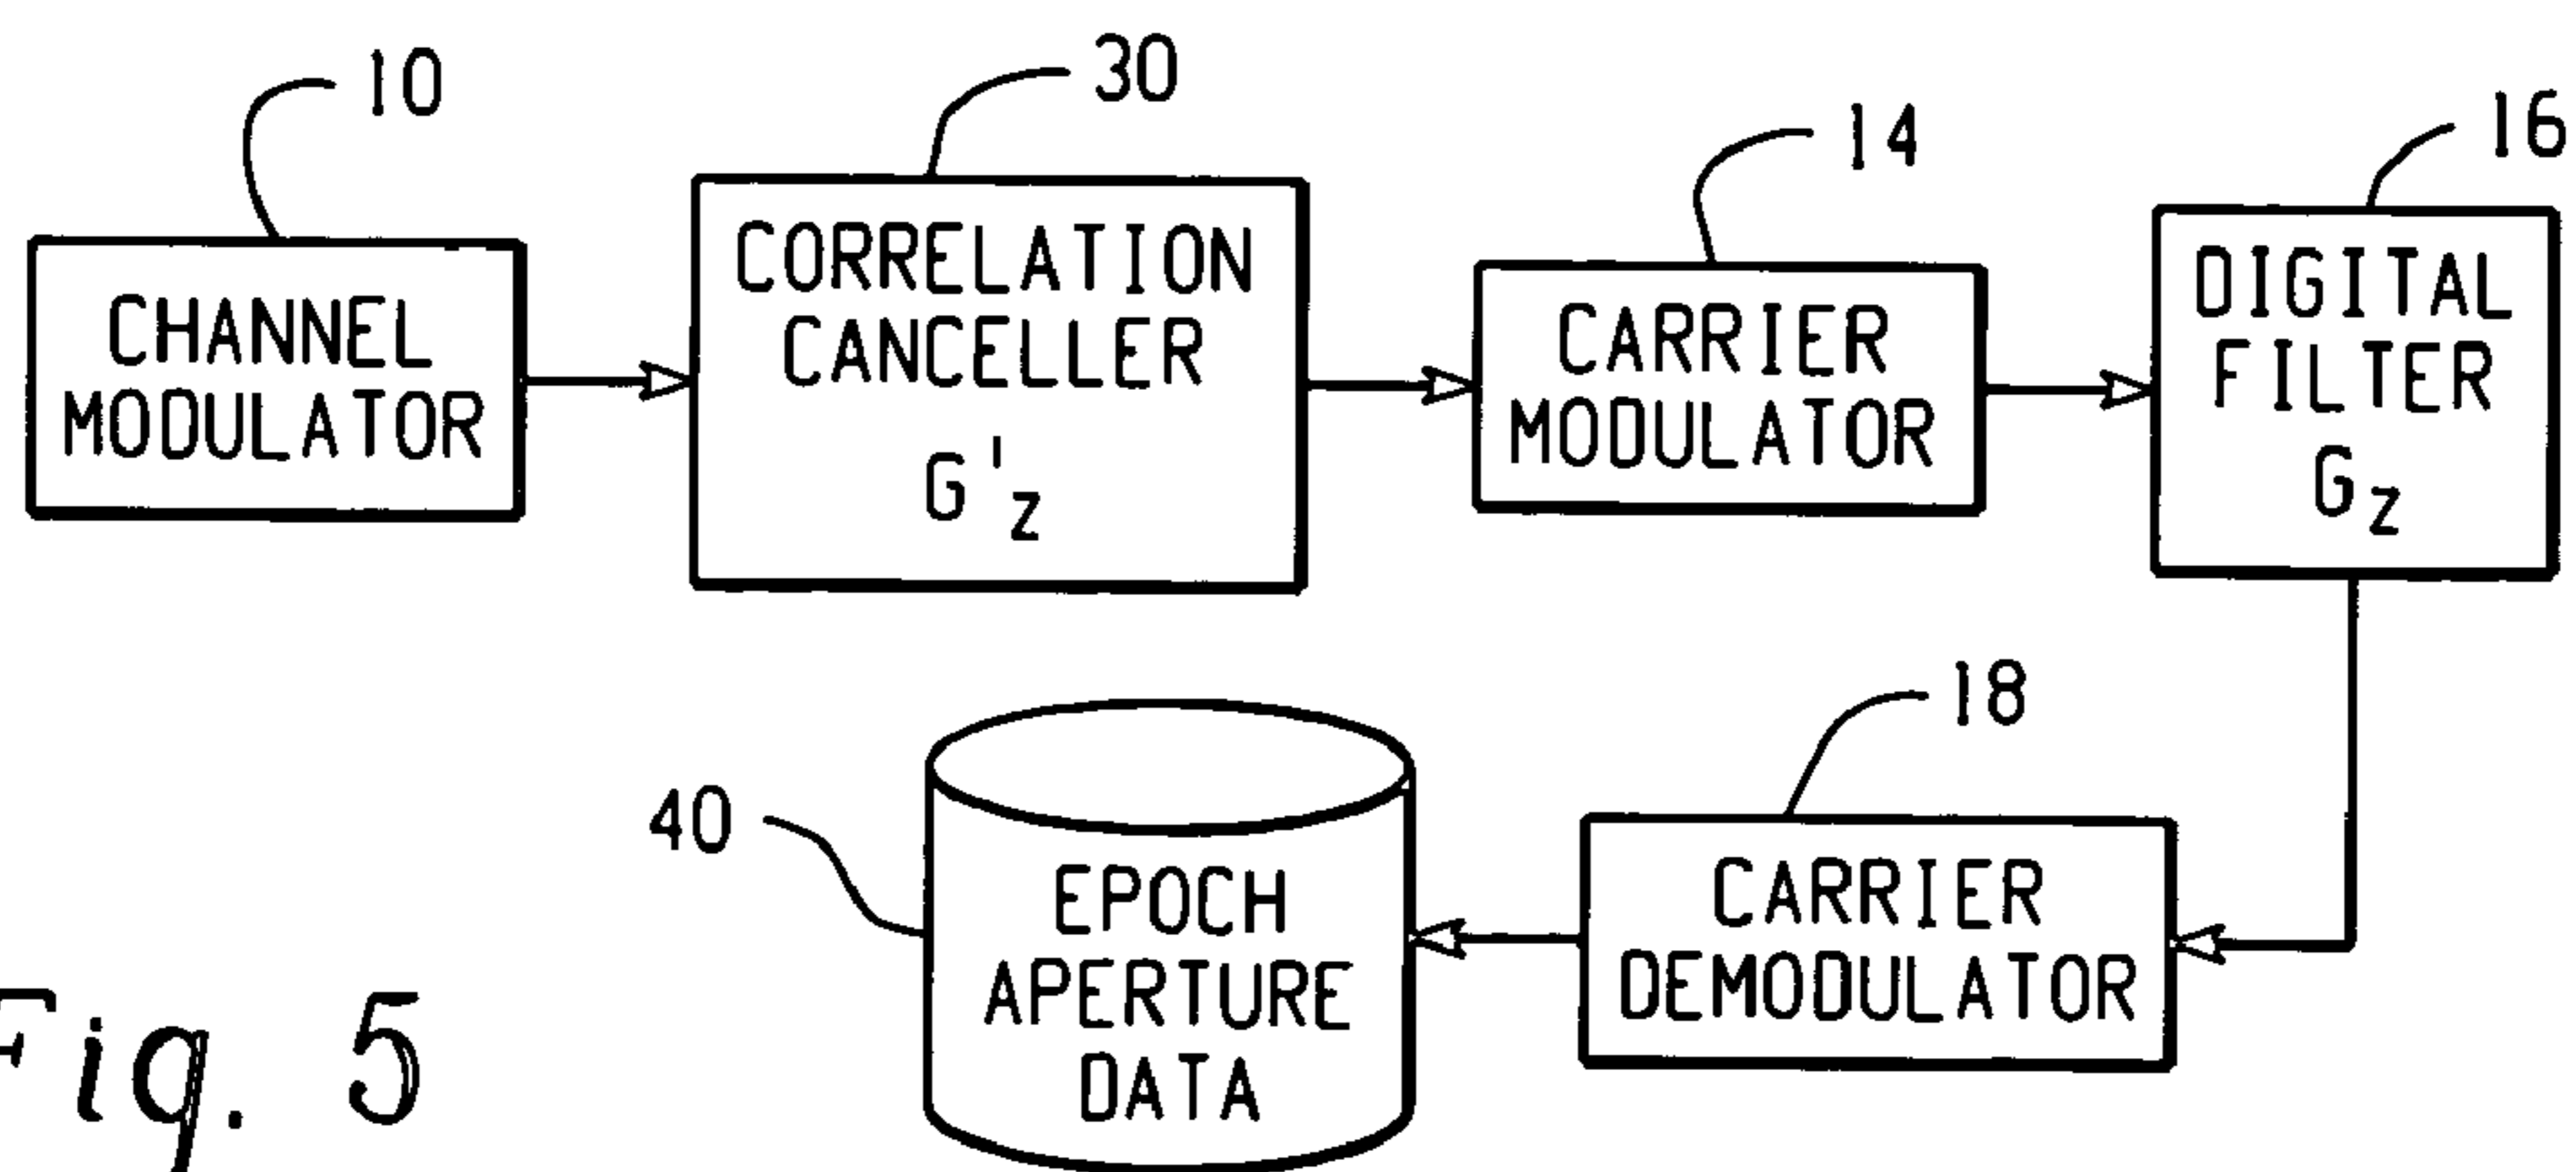 10
30
14
16
CHANNEL
MODULATOR
CORRELATION
CANCELLER
G'z
CARRIER
MODULATOR
DIGITAL
FILTER
Gz
40
EPOCH
APERTURE
DATA
18
CARRIER
DEMODULATOR
Fig. 5